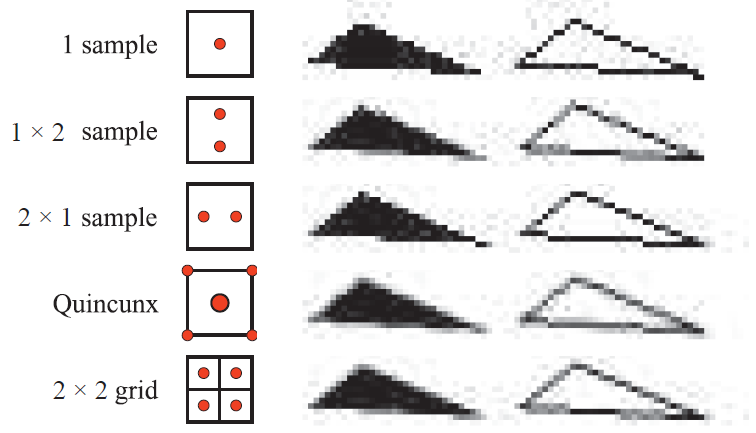 1 sample
1 × 2 sample
2 × 1 sample
Quincunx
2 × 2 grid